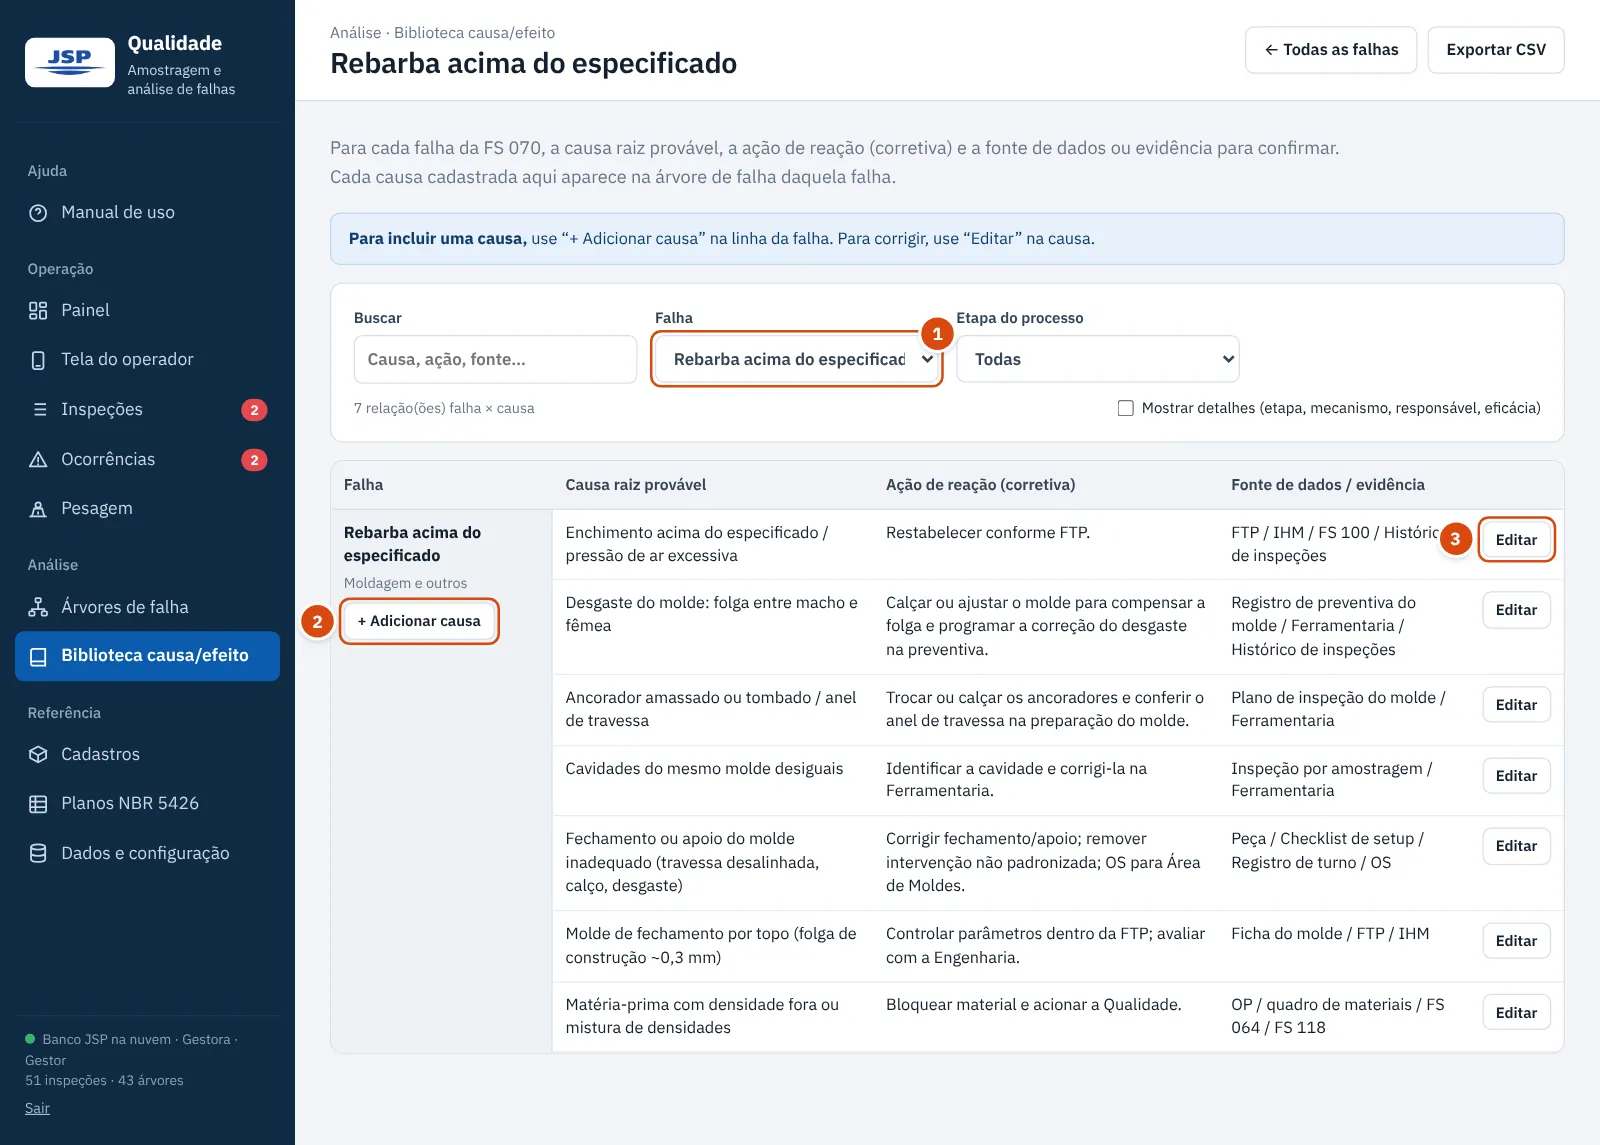 JSP
Qualidade
Amostragem e
análise de falhas
Ajuda
Manual de uso
Operação
Painel
Tela do operador
Inspeções
2
Ocorrências
2
Pesagem
Análise
Árvores de falha
Biblioteca causa/efeito
Referência
Cadastros
Planos NBR 5426
Dados e configuração
Banco JSP na nuvem · Gestora ·
Gestor
51 inspeções · 43 árvores
Sair
Análise · Biblioteca causa/efeito
Rebarba acima do especificado
← Todas as falhas
Exportar CSV
Para cada falha da FS 070, a causa raiz provável, a ação de reação (corretiva) e a fonte de dados ou evidência para confirmar.
Cada causa cadastrada aqui aparece na árvore de falha daquela falha.
Para incluir uma causa, use “+ Adicionar causa” na linha da falha. Para corrigir, use “Editar” na causa.
Buscar
Causa, ação, fonte...
Falha
Rebarba acima do especificad
1
Etapa do processo
Todas
7 relação(ões) falha × causa
Mostrar detalhes (etapa, mecanismo, responsável, eficácia)
Falha
Causa raiz provável
Ação de reação (corretiva)
Fonte de dados / evidência
Rebarba acima do
especificado
Moldagem e outros
2
+ Adicionar causa
Enchimento acima do especificado /
pressão de ar excessiva
Restabelecer conforme FTP.
FTP / IHM / FS 100 / Históric
de inspeções
3
Editar
Desgaste do molde: folga entre macho e
fêmea
Calçar ou ajustar o molde para compensar a
folga e programar a correção do desgaste
na preventiva.
Registro de preventiva do
molde / Ferramentaria /
Histórico de inspeções
Editar
Ancorador amassado ou tombado / anel
de travessa
Trocar ou calçar os ancoradores e conferir o
anel de travessa na preparação do molde.
Plano de inspeção do molde /
Ferramentaria
Editar
Cavidades do mesmo molde desiguais
Identificar a cavidade e corrigi-la na
Ferramentaria.
Inspeção por amostragem /
Ferramentaria
Editar
Fechamento ou apoio do molde
inadequado (travessa desalinhada,
calço, desgaste)
Corrigir fechamento/apoio; remover
intervenção não padronizada; OS para Área
de Moldes.
Peça / Checklist de setup /
Registro de turno / OS
Editar
Molde de fechamento por topo (folga de
construção ~0,3 mm)
Controlar parâmetros dentro da FTP; avaliar
com a Engenharia.
Ficha do molde / FTP / IHM
Editar
Matéria-prima com densidade fora ou
mistura de densidades
Bloquear material e acionar a Qualidade.
OP / quadro de materiais / FS
064 / FS 118
Editar